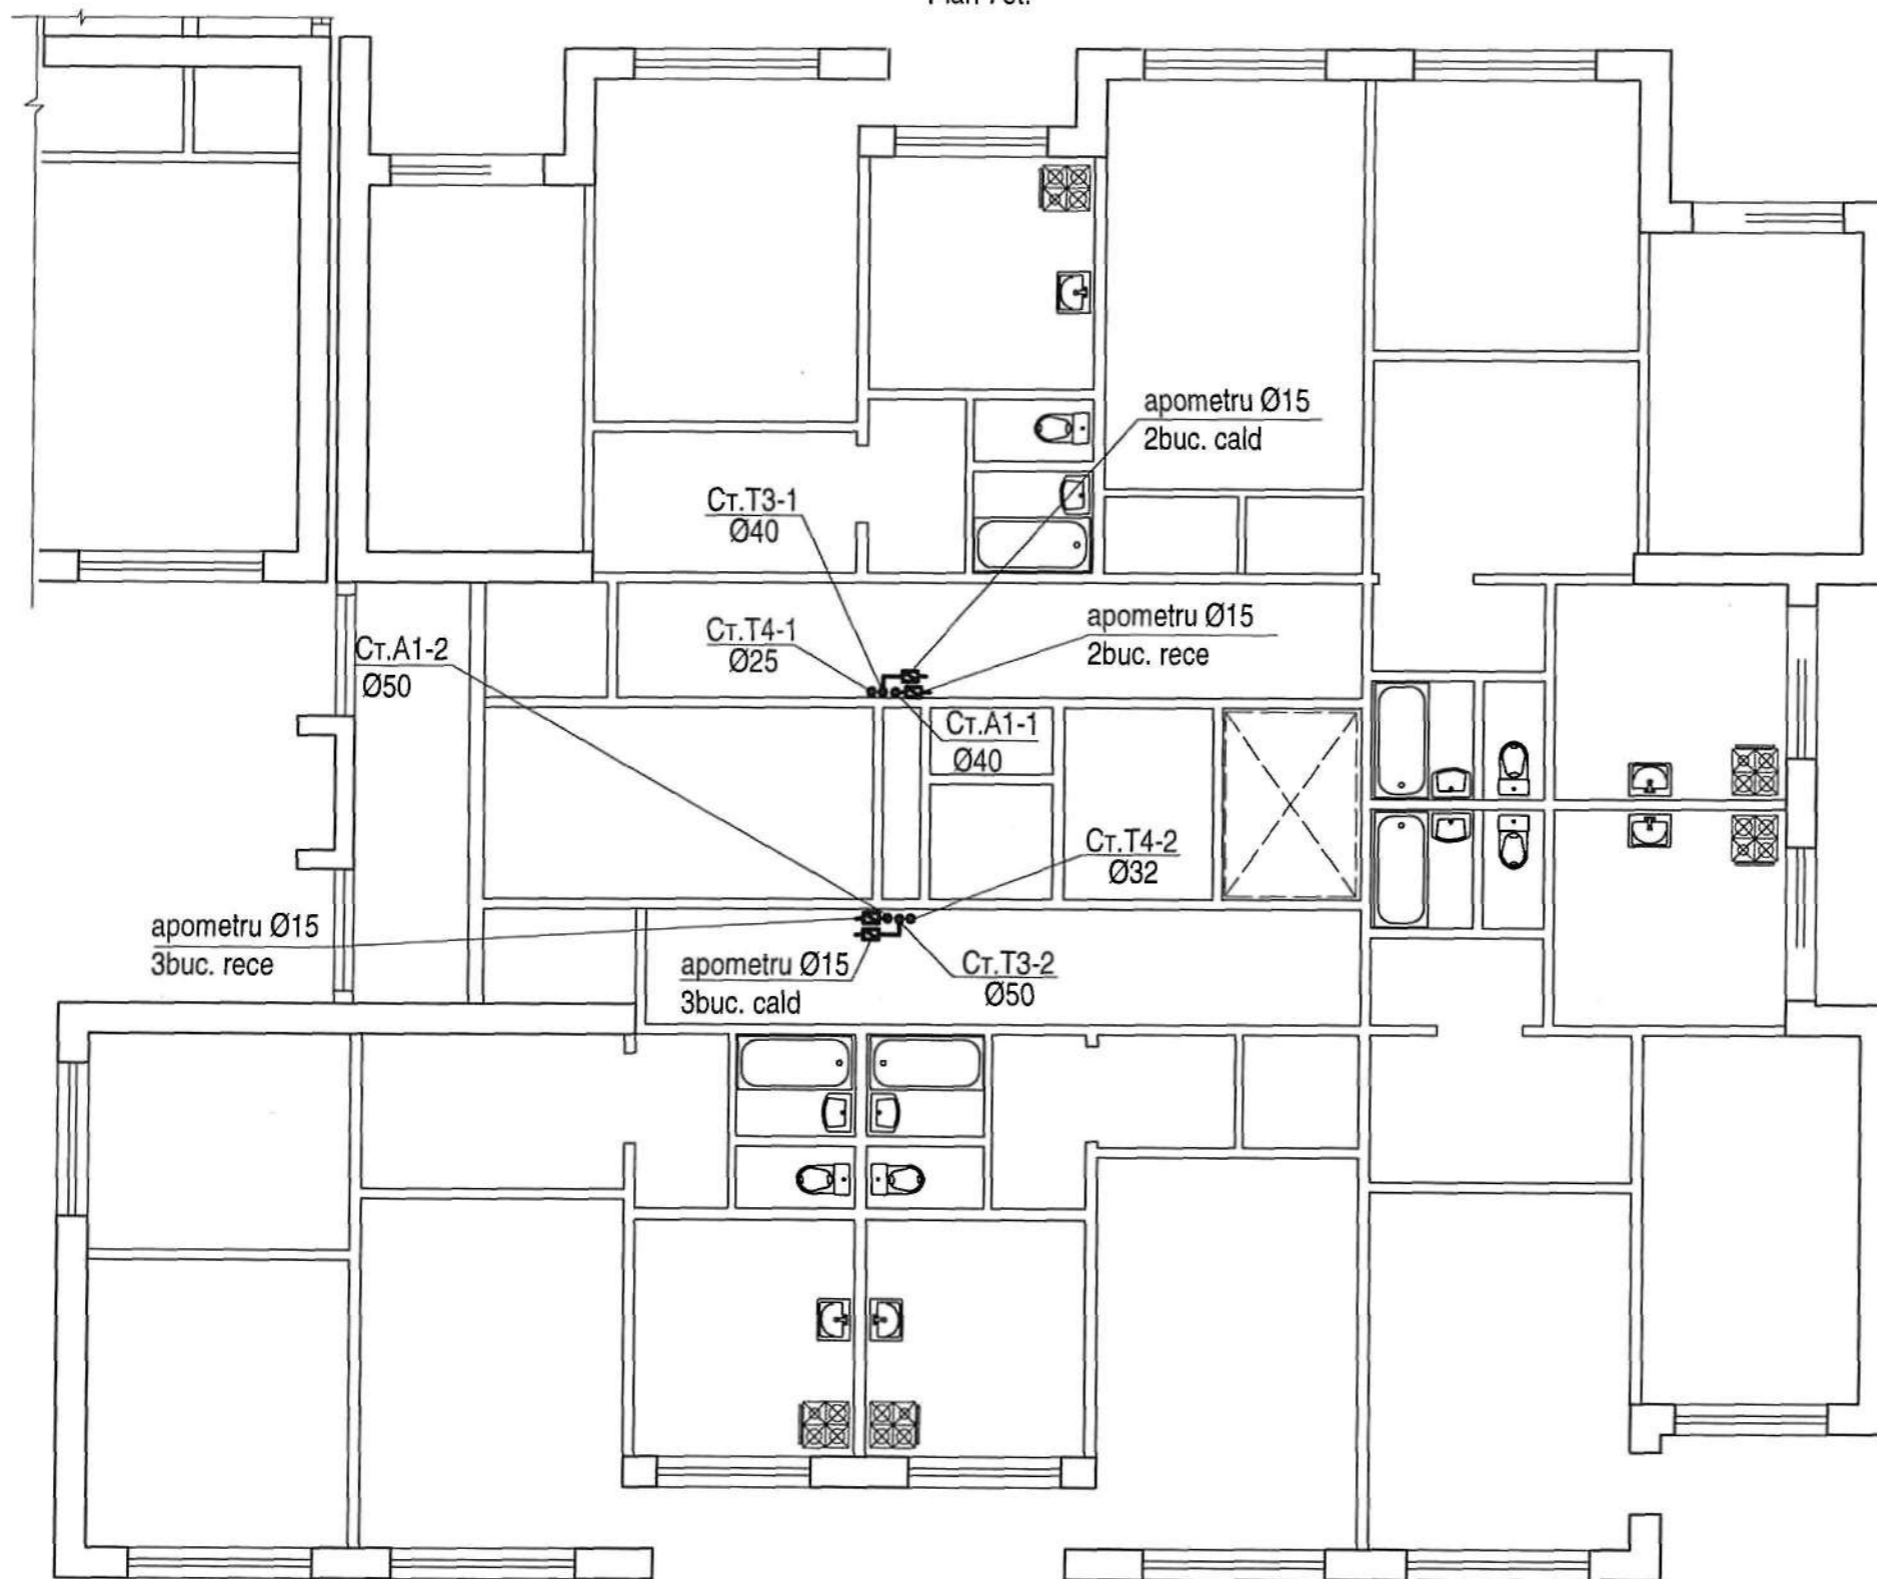 apometru Ø15
2buc. cald
Ст.Т3-1
Ø40
apometru Ø15
2buc. rece
Ст.Т4-1
Ø25
Ст.А1-2
Ø50
Ст.А1-1
Ø40
Ст.Т4-2
Ø32
apometru Ø15
3buc. rece
apometru Ø15
3buc. cald
Ст.Т3-2
Ø50